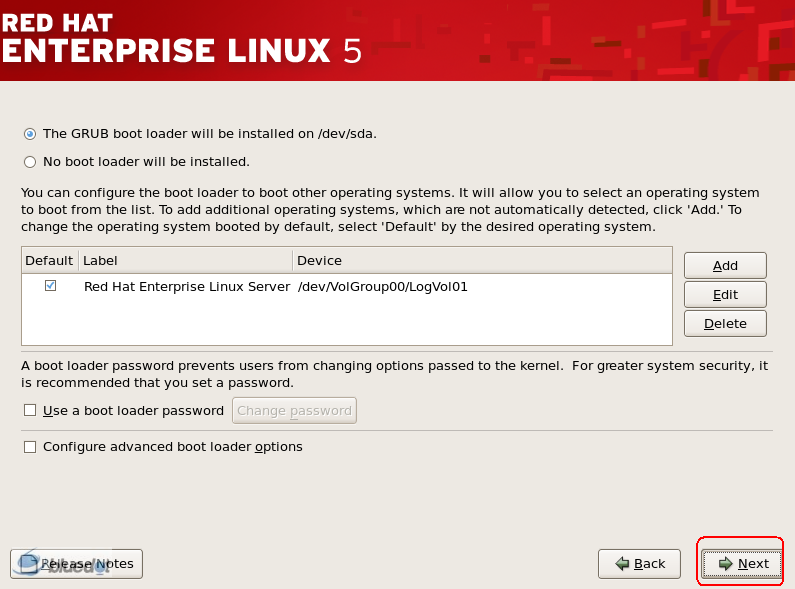 RED HAT
ENTERPRISE LINUX 5
The GRUB boot loader will be installed on /dev/sda.
No boot loader will be installed.
You can configure the boot loader to boot other operating systems. It will allow you to select an operating system
to boot from the list. To add additional operating systems, which are not automatically detected, click 'Add.' To
change the operating system booted by default, select 'Default' by the desired operating system.
Default Label Device
Red Hat Enterprise Linux Server /dev/VolGroup00/LogVol01
Add
Edit
Delete
A boot loader password prevents users from changing options passed to the kernel.  For greater system security, it
is recommended that you set a password.
Use a boot loader password Change password
Configure advanced boot loader options
Release Notes Back Next